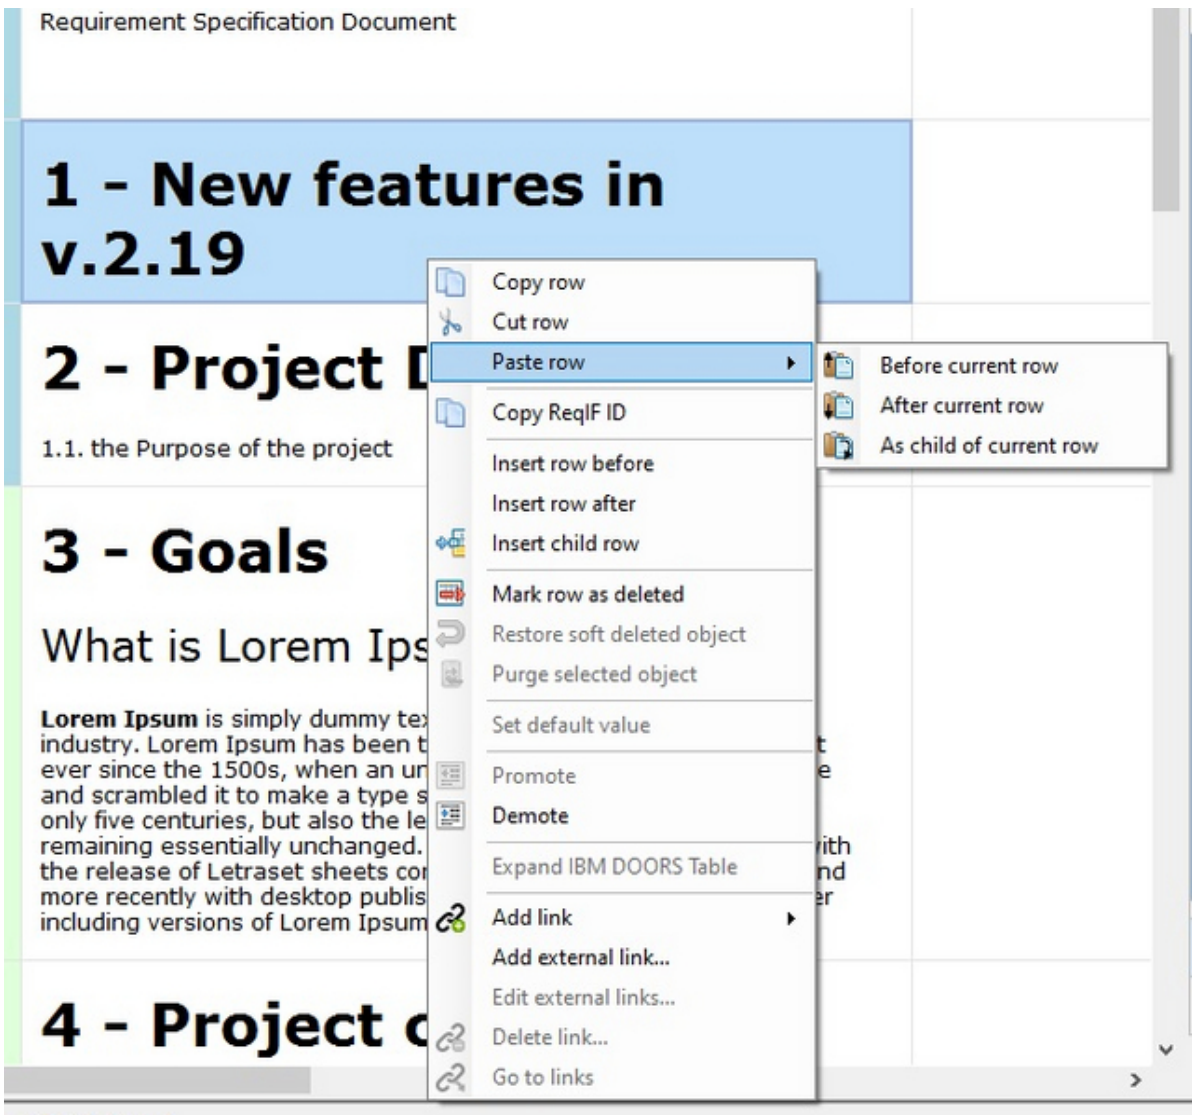 Requirement Specification Document
1 - New features in
v.2.19
2 - Project
1.1. the Purpose of the project
3 - Goals
What is Lorem
Lorem Ipsum is simply dummy
industry. Lorem Ipsum has been
ever since the 1500s, when an
and scrambled it to make a type
only five centuries, but also the
remaining essentially unchanged.
the release of Letraset sheets
more recently with desktop
including versions of Lorem Ipsum
4 - Project
Copy row
Cut row
Paste row
Copy ReqIF ID
Insert row before
Insert row after
Insert child row
Mark row as deleted
Restore soft deleted object
Purge selected object
Set default value
Promote
Demote
Expand IBM DOORS Table
Add link
Add external link...
Edit external links...
Delete link...
Go to links
Before current row
After current row
As child of current row